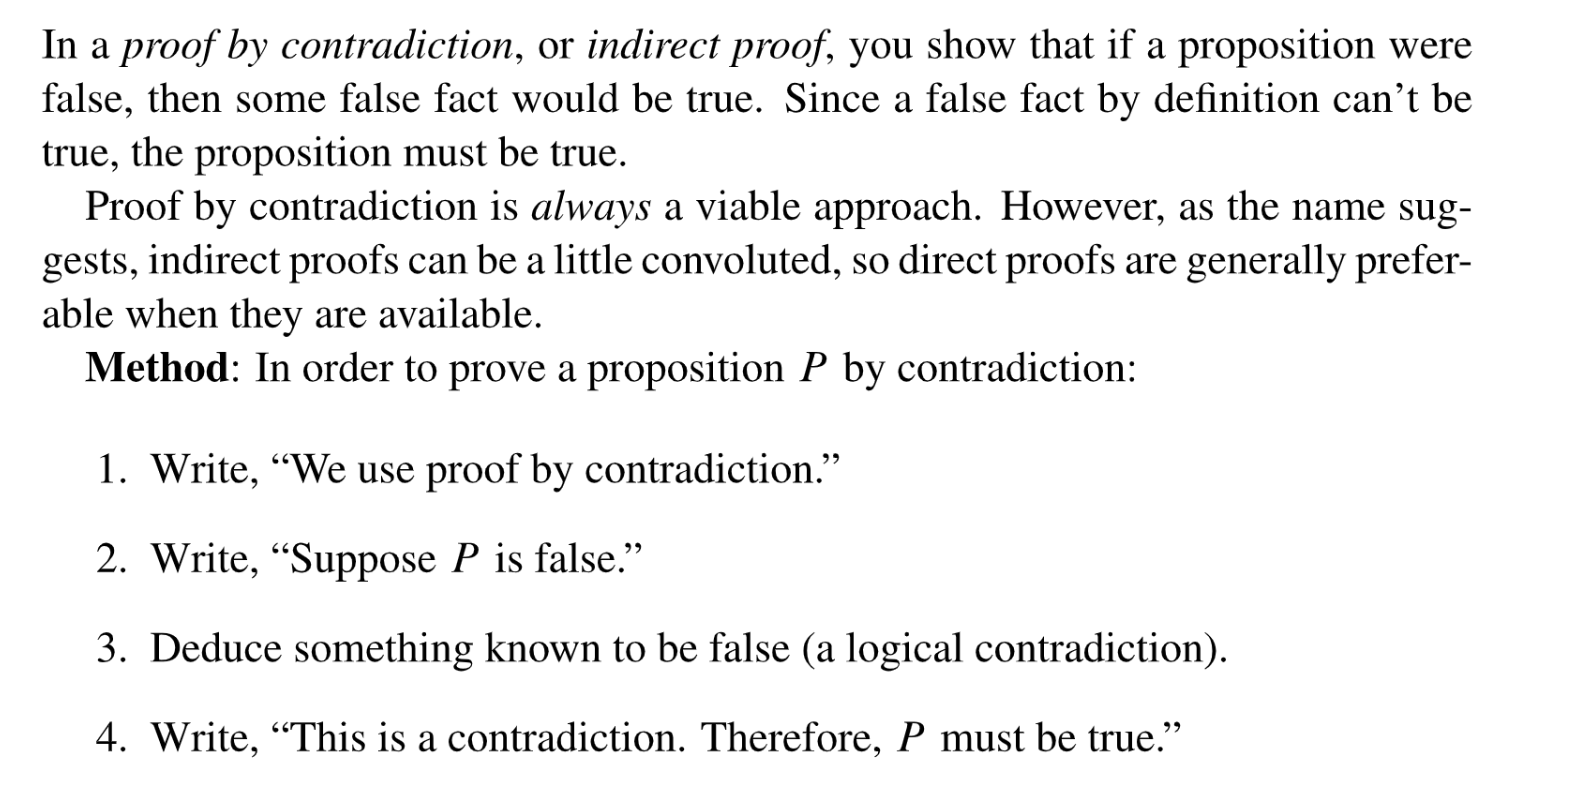 In a proof by contradiction, or indirect proof, you show that if a proposition were
false, then some false fact would be true. Since a false fact by definition can’t be
true, the proposition must be true.
Proof by contradiction is always a viable approach. However, as the name sug-
gests, indirect proofs can be a little convoluted, so direct proofs are generally prefer-
able when they are available.
Method: In order to prove a proposition P by contradiction:
1. Write, “We use proof by contradiction.”
2. Write, “Suppose P is false.”
3. Deduce something known to be false (a logical contradiction).
4. Write, “This is a contradiction. Therefore, P must be true.”